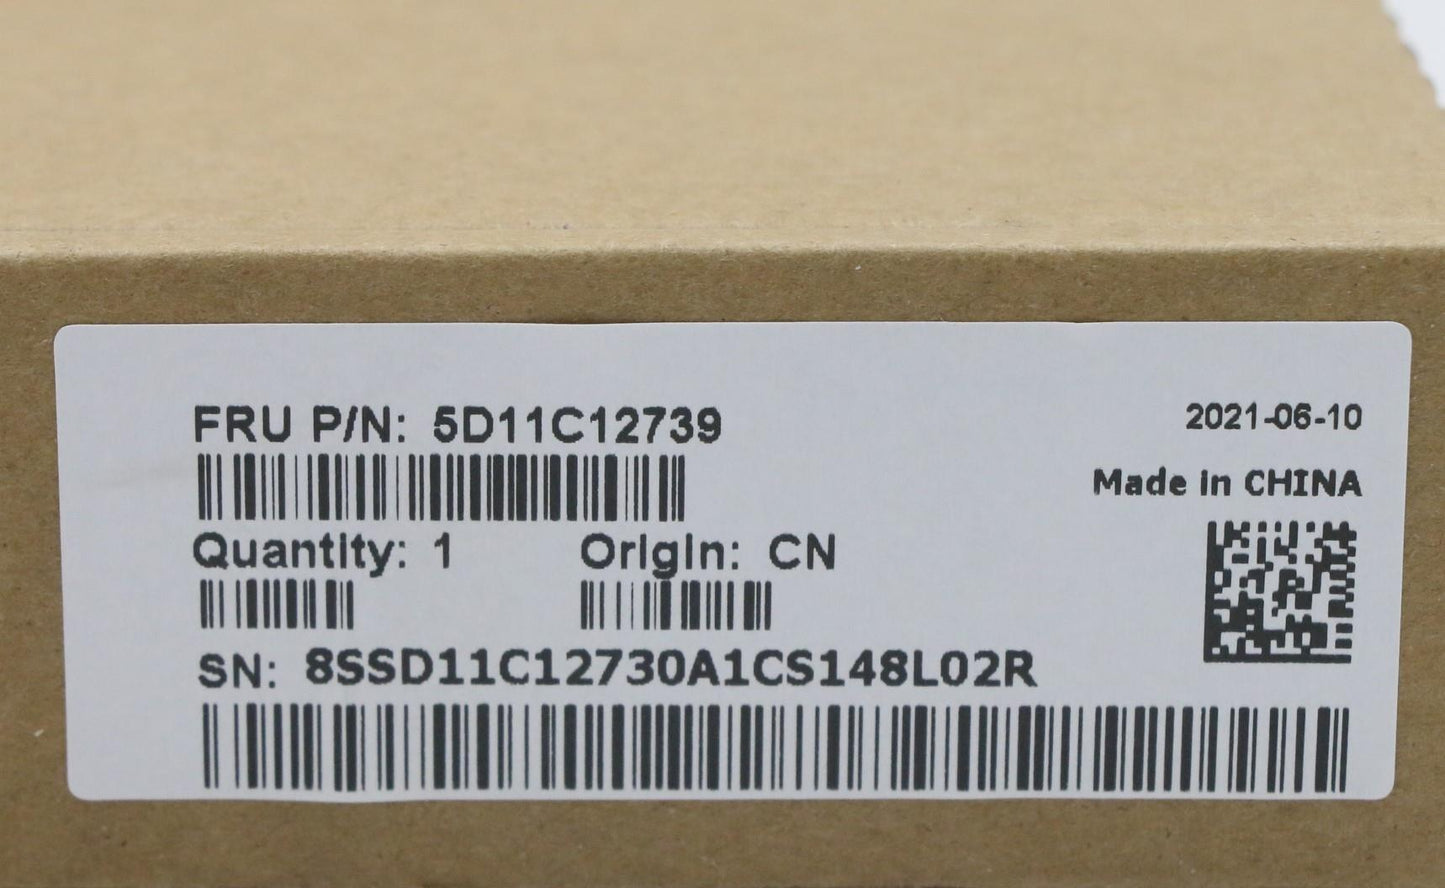 FRU P/N: 5D11C12739
2021-06-10
Made in CHINA
Quantity: 1
Origin: CN
SN: 8SSD11C12730A1CS148L02R